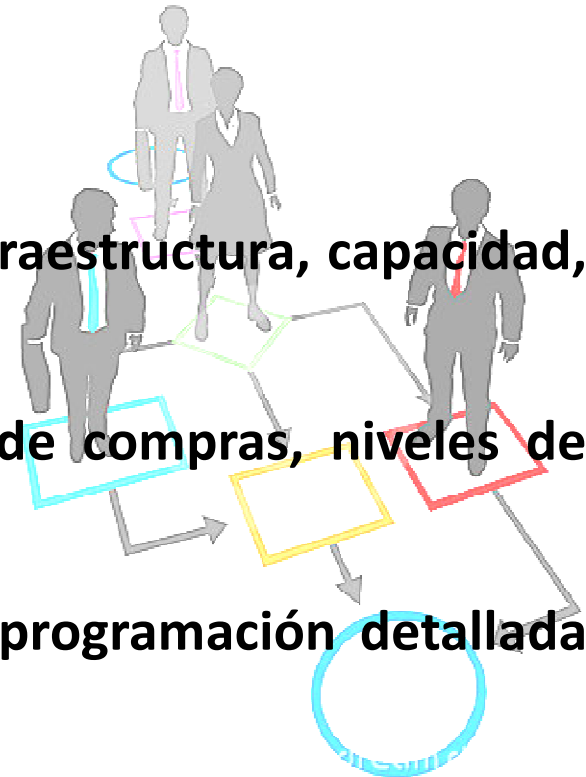 raestructura, capacidad,
de compras, niveles de
programación detallada